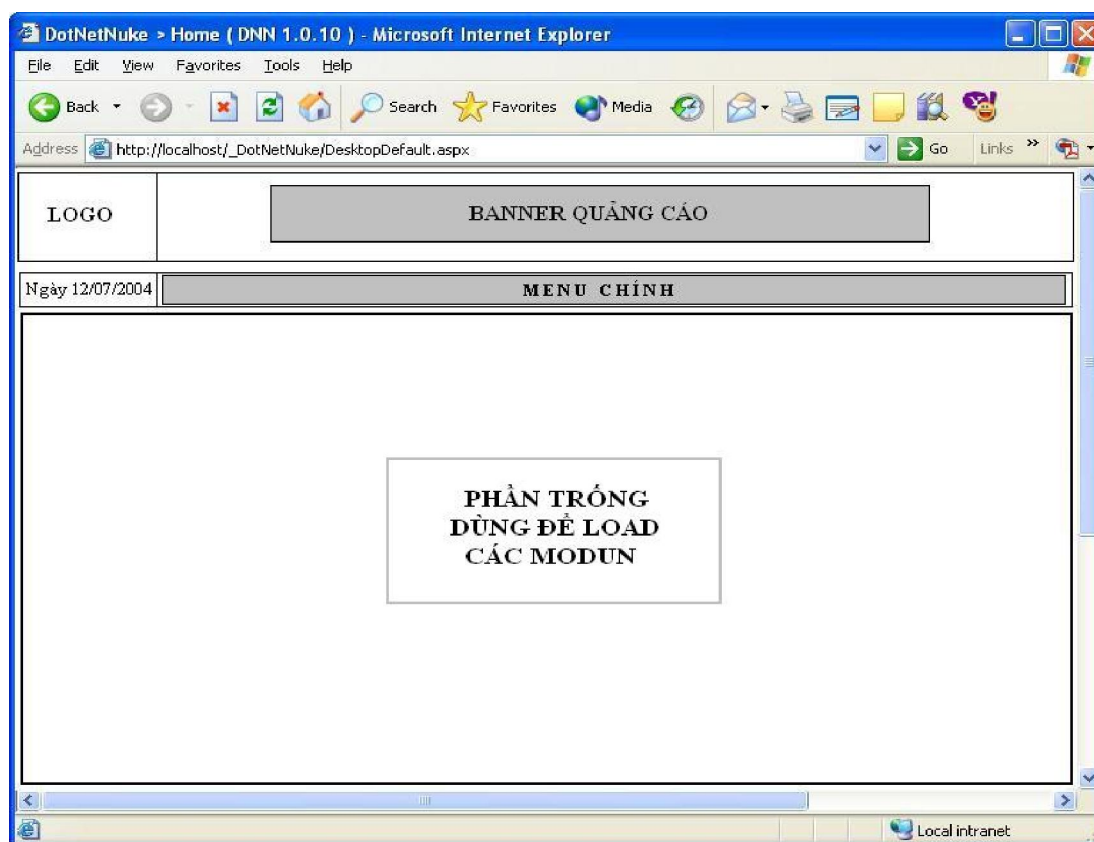 DotNetNuke > Home ( DNN 1.0.10 ) - Microsoft Internet Explorer
File Edit View Favorites Tools Help
Back Search Favorites Media
Address http://localhost/_DotNetNuke/DesktopDefault.aspx Go Links »
LOGO
BANNER QUẢNG CÁO
Ngày 12/07/2004
MENU CHÍNH
PHẦN TRỐNG
DÙNG ĐỂ LOAD
CÁC MODUN
Local intranet